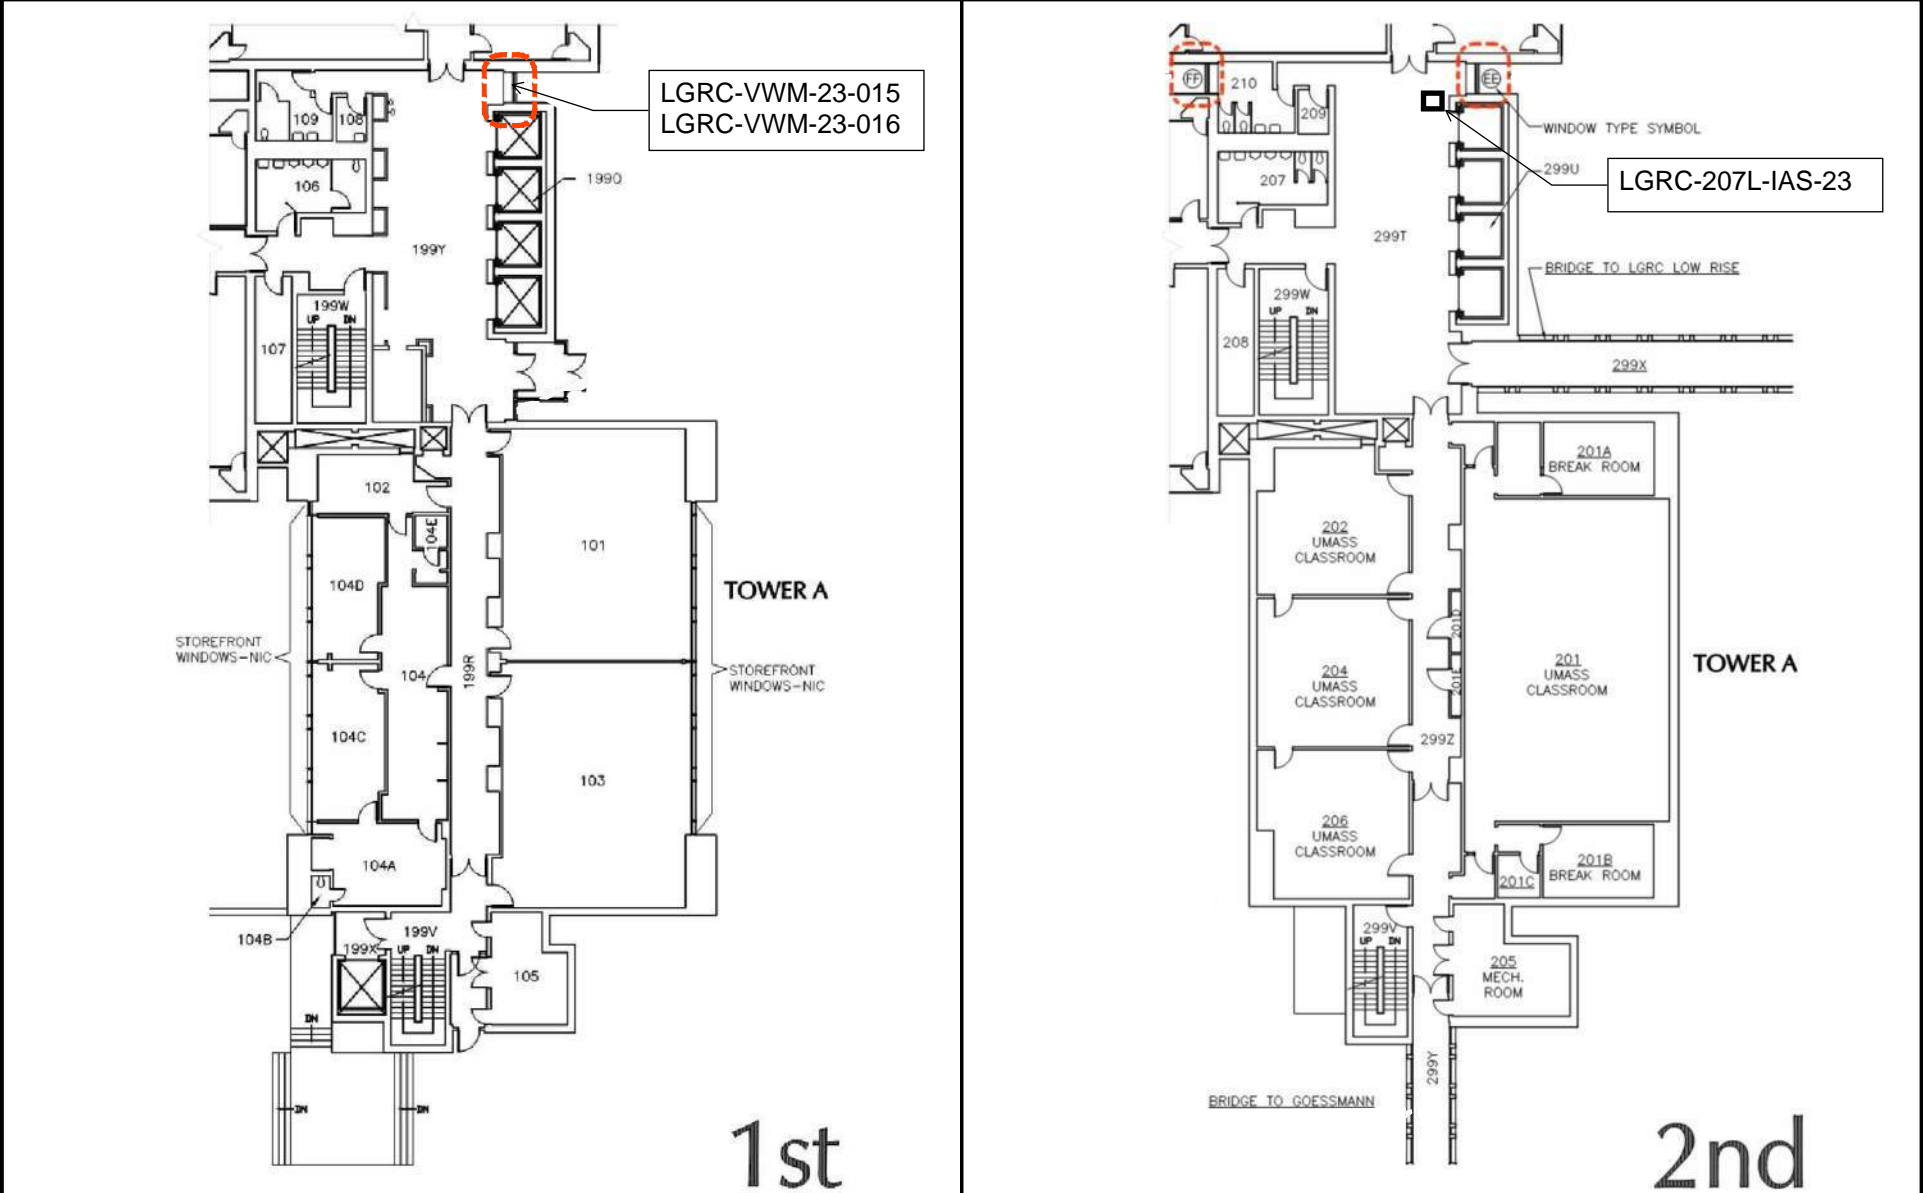 LGRC-VWM-23-015
LGRC-VWM-23-016
109
108
106
199Q
199Y
199W
UP DN
107
102
104E
101
104D
TOWER A
STOREFRONT
WINDOWS-NIC
104
199R
STOREFRONT
WINDOWS-NIC
104C
103
104A
104B
199X
199V
UP DN
105
DN
DN
DN
1st
FF
EE
210
209
WINDOW TYPE SYMBOL
299U
LGRC-207L-IAS-23
207
299T
BRIDGE TO LGRC LOW RISE
299W
UP DN
208
299X
201A
BREAK ROOM
202
UMASS
CLASSROOM
201D
204
UMASS
CLASSROOM
201E
201
UMASS
CLASSROOM
TOWER A
299Z
206
UMASS
CLASSROOM
201B
BREAK ROOM
201C
299V
UP DN
205
MECH.
ROOM
299Y
BRIDGE TO GOESSMANN
2nd